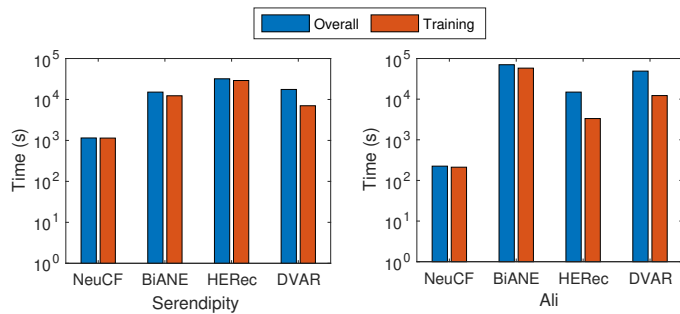 Overall Training
Time (s)
10^5
10^4
10^3
10^2
10^1
10^0
NeuCF BiANE HERec DVAR
Serendipity
Time (s)
10^5
10^4
10^3
10^2
10^1
10^0
NeuCF BiANE HERec DVAR
Ali